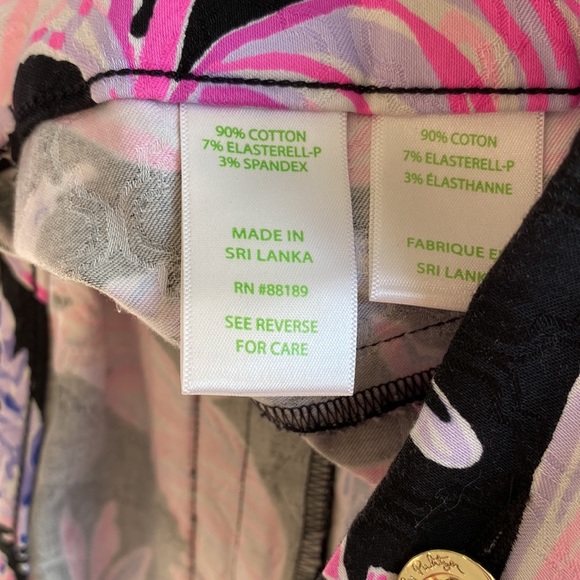 90% COTTON
7% ELASTERELL-P
3% SPANDEX
MADE IN
SRI LANKA
RN #88189
SEE REVERSE
FOR CARE
90% COTON
7% ELASTERELL-P
3% ÉLASTHANNE
FABRIQUE
SRI